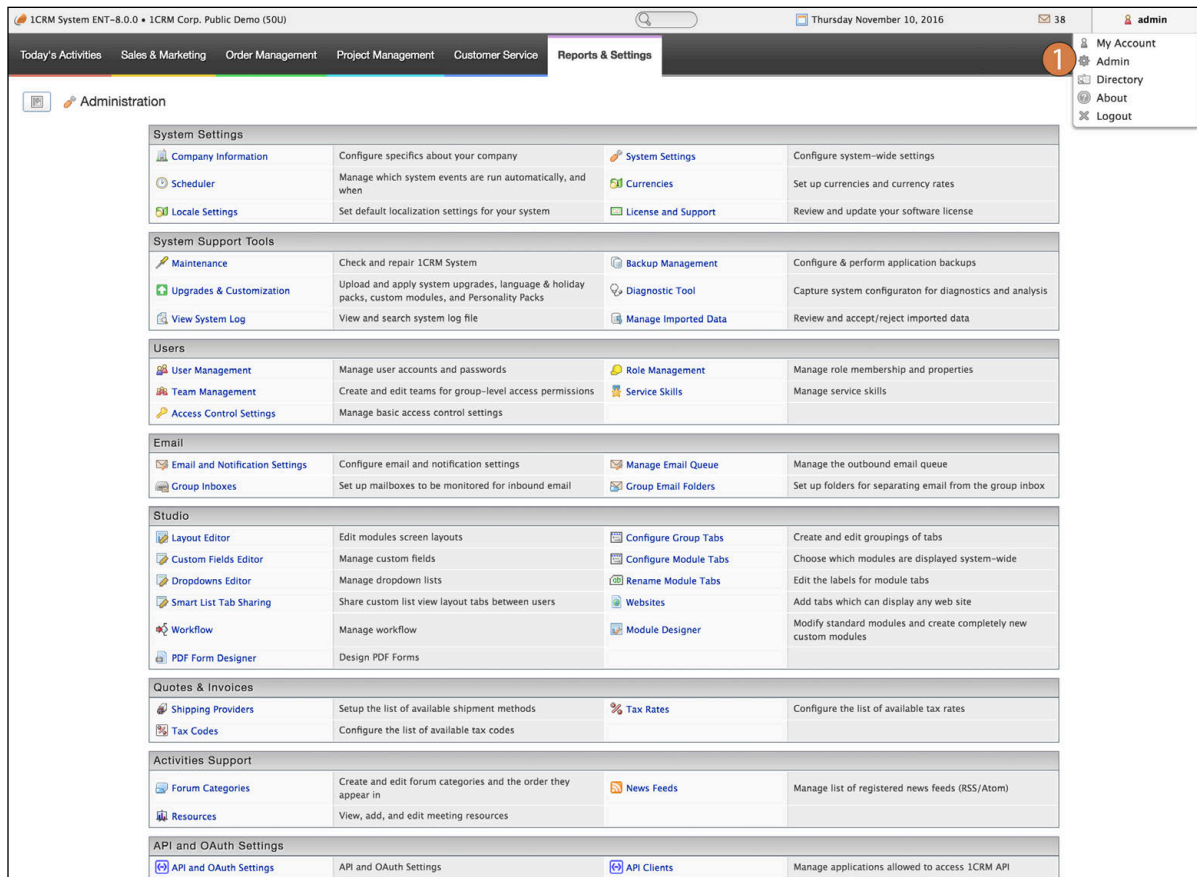 1CRM System ENT-8.0.0 • 1CRM Corp. Public Demo (50U)
Thursday November 10, 2016
38
admin
Today's Activities
Sales & Marketing
Order Management
Project Management
Customer Service
Reports & Settings
1
My Account
Admin
Directory
About
Logout
Administration
System Settings
Company Information
Configure specifics about your company
System Settings
Configure system-wide settings
Scheduler
Manage which system events are run automatically, and
when
Currencies
Set up currencies and currency rates
Locale Settings
Set default localization settings for your system
License and Support
Review and update your software license
System Support Tools
Maintenance
Check and repair 1CRM System
Backup Management
Configure & perform application backups
Upgrades & Customization
Upload and apply system upgrades, language & holiday
packs, custom modules, and Personality Packs
Diagnostic Tool
Capture system configuraton for diagnostics and analysis
View System Log
View and search system log file
Manage Imported Data
Review and accept/reject imported data
Users
User Management
Manage user accounts and passwords
Role Management
Manage role membership and properties
Team Management
Create and edit teams for group-level access permissions
Service Skills
Manage service skills
Access Control Settings
Manage basic access control settings
Email
Email and Notification Settings
Configure email and notification settings
Manage Email Queue
Manage the outbound email queue
Group Inboxes
Set up mailboxes to be monitored for inbound email
Group Email Folders
Set up folders for separating email from the group inbox
Studio
Layout Editor
Edit modules screen layouts
Configure Group Tabs
Create and edit groupings of tabs
Custom Fields Editor
Manage custom fields
Configure Module Tabs
Choose which modules are displayed system-wide
Dropdowns Editor
Manage dropdown lists
Rename Module Tabs
Edit the labels for module tabs
Smart List Tab Sharing
Share custom list view layout tabs between users
Websites
Add tabs which can display any web site
Workflow
Manage workflow
Module Designer
Modify standard modules and create completely new
custom modules
PDF Form Designer
Design PDF Forms
Quotes & Invoices
Shipping Providers
Setup the list of available shipment methods
Tax Rates
Configure the list of available tax rates
Tax Codes
Configure the list of available tax codes
Activities Support
Forum Categories
Create and edit forum categories and the order they
appear in
News Feeds
Manage list of registered news feeds (RSS/Atom)
Resources
View, add, and edit meeting resources
API and OAuth Settings
API and OAuth Settings
API and OAuth Settings
API Clients
Manage applications allowed to access 1CRM API